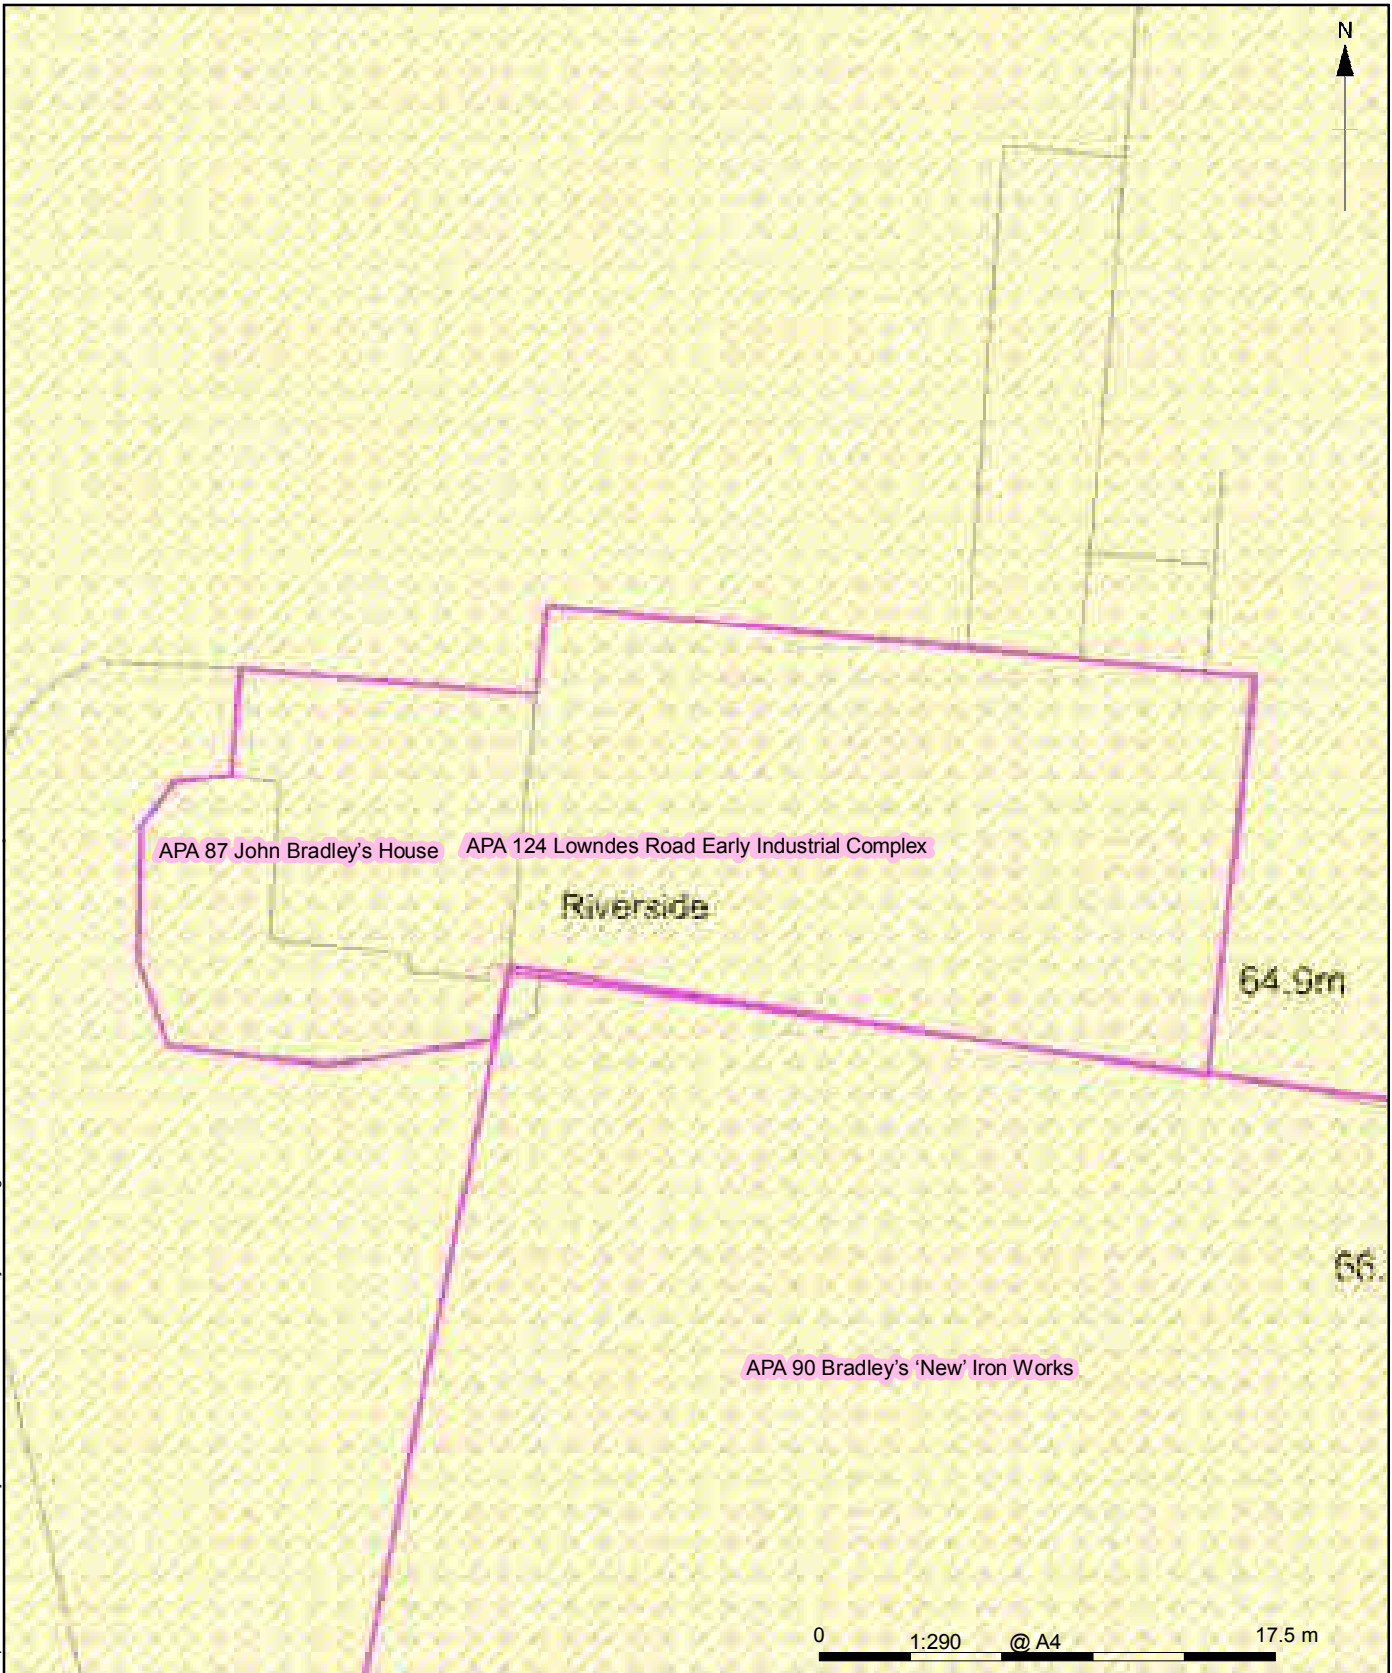 N
APA 87 John Bradley's House
APA 124 Lowndes Road Early Industrial Complex
Riverside
64.9m
66.
APA 90 Bradley's ‘New’ Iron Works
0 1:290 @ A4 17.5 m